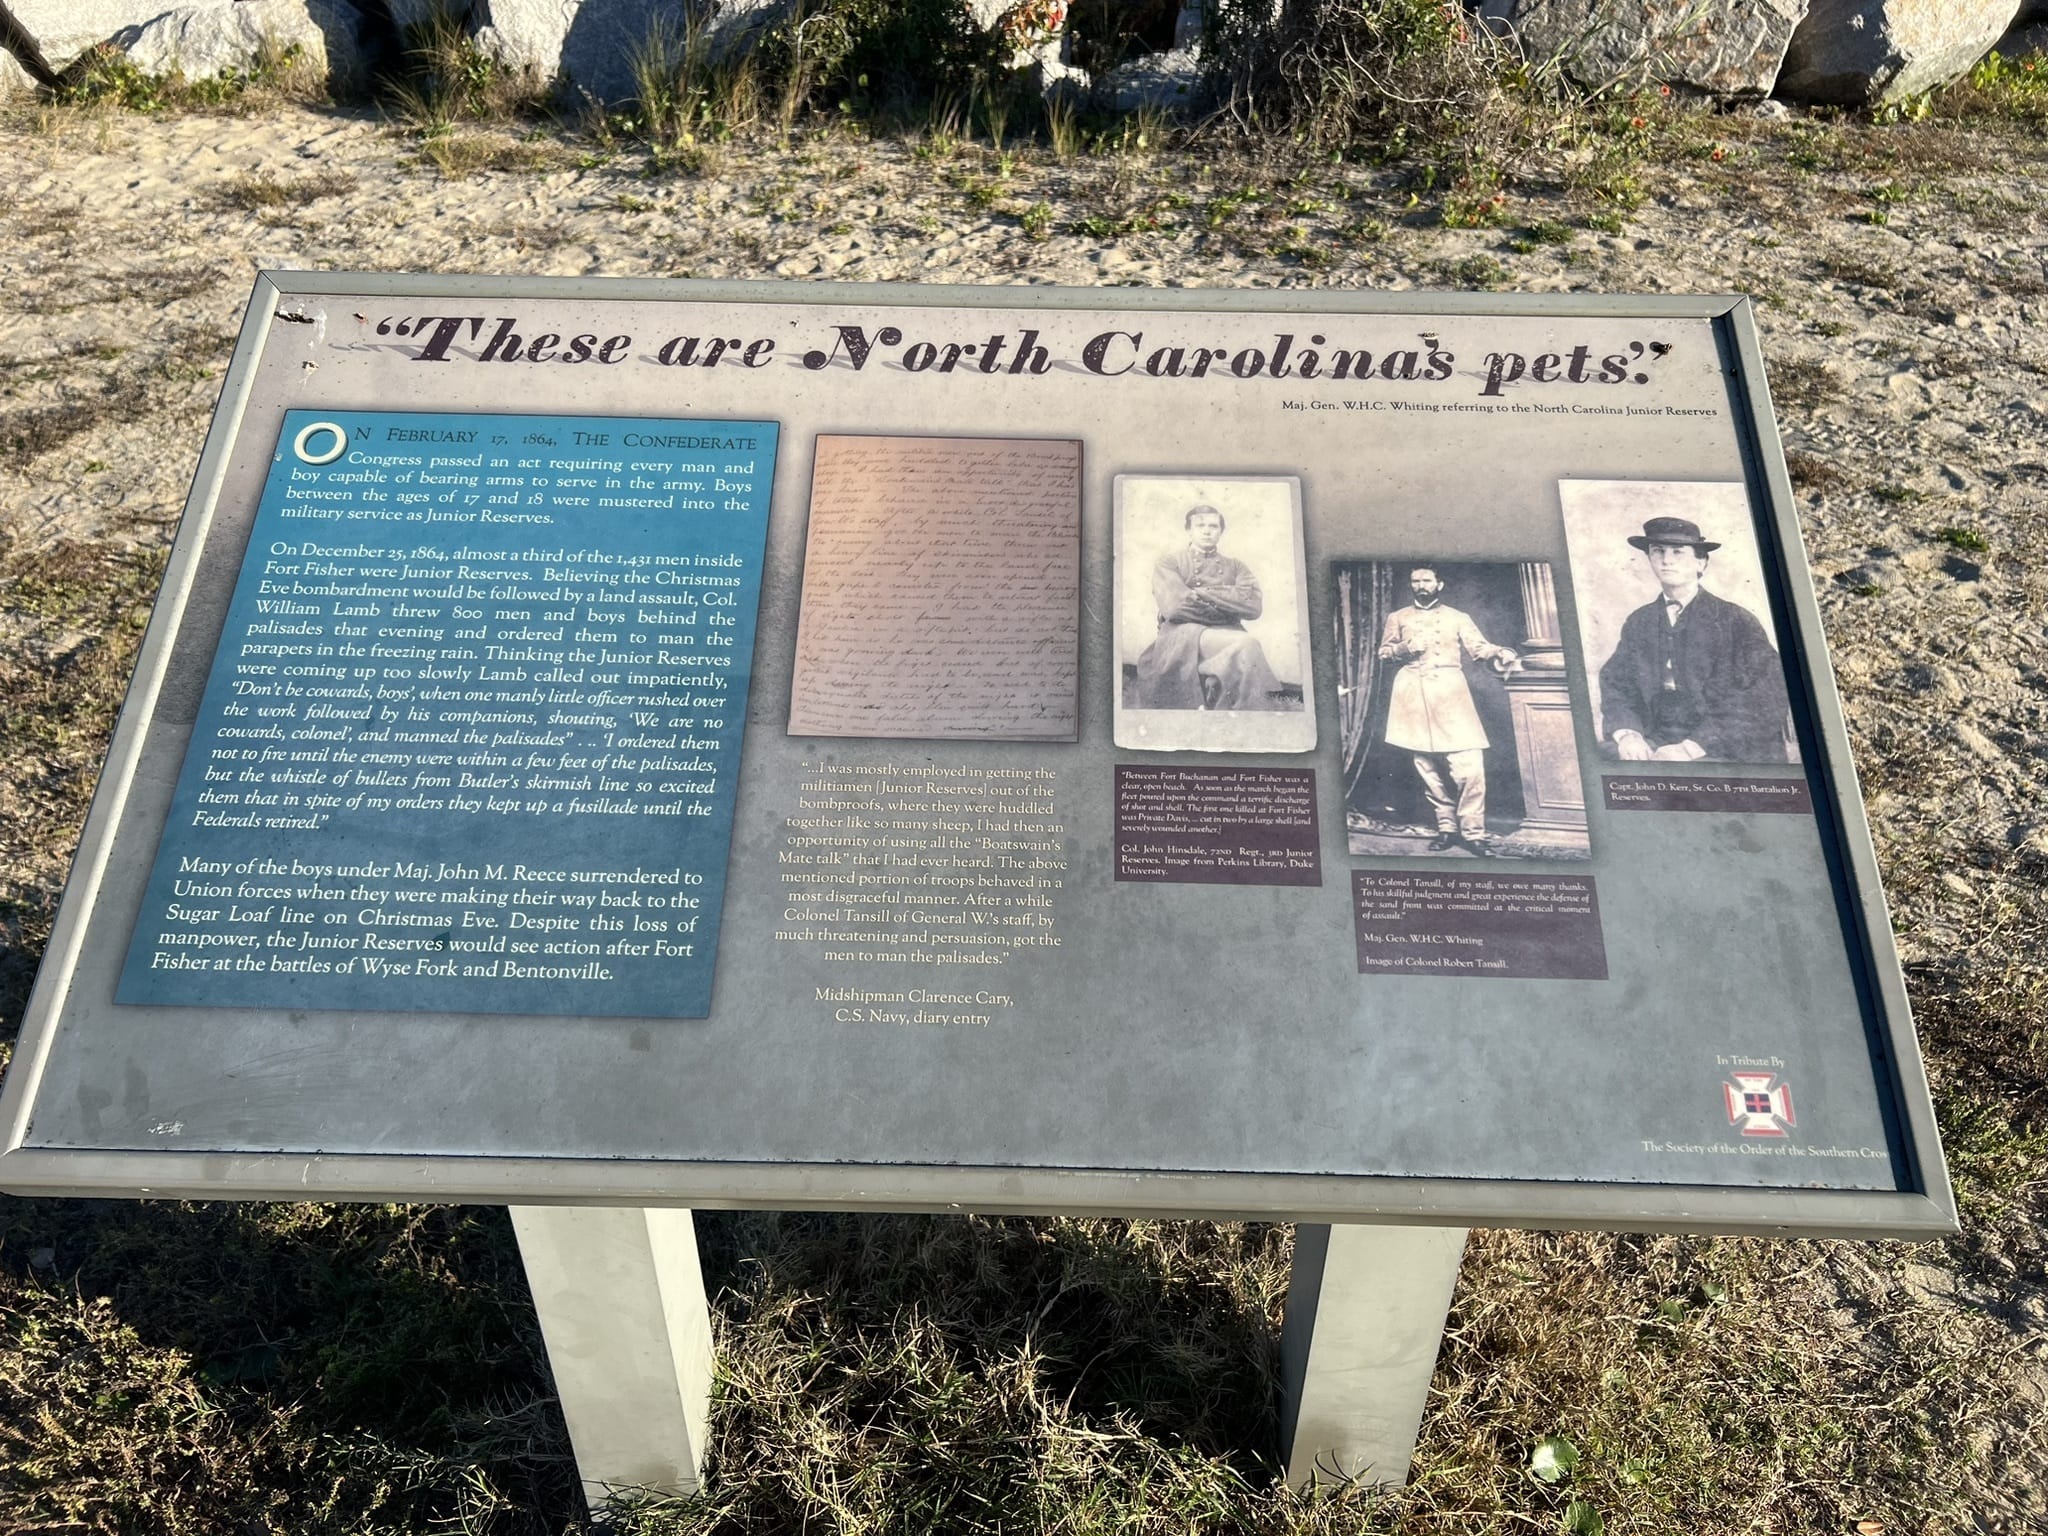 "These are North Carolina's pets."
Maj. Gen. W.H.C. Whiting referring to the North Carolina Junior Reserves
ON FEBRUARY 17, 1864, THE CONFEDERATE
Congress passed an act requiring every man and
boy capable of bearing arms to serve in the army. Boys
between the ages of 17 and 18 were mustered into the
military service as Junior Reserves.
On December 25, 1864, almost a third of the 1,431 men inside
Fort Fisher were Junior Reserves. Believing the Christmas
Eve bombardment would be followed by a land assault, Col.
William Lamb threw 800 men and boys behind the
palisades that evening and ordered them to man the
parapets in the freezing rain. Thinking the Junior Reserves
were coming up too slowly Lamb called out impatiently,
"Don't be cowards, boys', when one manly little officer rushed over
the work followed by his companions, shouting, 'We are no
cowards, colonel', and manned the palisades" . .. 'I ordered them
not to fire until the enemy were within a few feet of the palisades,
but the whistle of bullets from Butler's skirmish line so excited
them that in spite of my orders they kept up a fusillade until the
Federals retired."
Many of the boys under Maj. John M. Reece surrendered to
Union forces when they were making their way back to the
Sugar Loaf line on Christmas Eve. Despite this loss of
manpower, the Junior Reserves would see action after Fort
Fisher at the battles of Wyse Fork and Bentonville.
"...I was mostly employed in getting the
militiamen [Junior Reserves] out of the
bombproofs, where they were huddled
together like so many sheep, I had then an
opportunity of using all the "Boatswain's
Mate talk" that I had ever heard. The above
mentioned portion of troops behaved in a
most disgraceful manner. After a while
Colonel Tansill of General W.'s staff, by
much threatening and persuasion, got the
men to man the palisades."
Midshipman Clarence Cary,
C.S. Navy, diary entry
"Between Fort Buchanan and Fort Fisher was a
clear, open beach. As soon as the march began the
fleet poured upon the command a terrific discharge
of shot and shell. The first one killed at Fort Fisher
was Private Davis, ... cut in two by a large shell [and
severely wounded another.]
Col. John Hinsdale, 72ND Regt., 3RD Junior
Reserves. Image from Perkins Library, Duke
University.
"To Colonel Tansill, of my staff, we owe many thanks.
To his skillful judgment and great experience the defense of
the sand front was committed at the critical moment
of assault."
Maj. Gen. W.H.C. Whiting
Image of Colonel Robert Tansill.
Capt. John D. Kerr, Sr. Co. B 7TH Battalion Jr.
Reserves.
In Tribute By
The Society of the Order of the Southern Cros